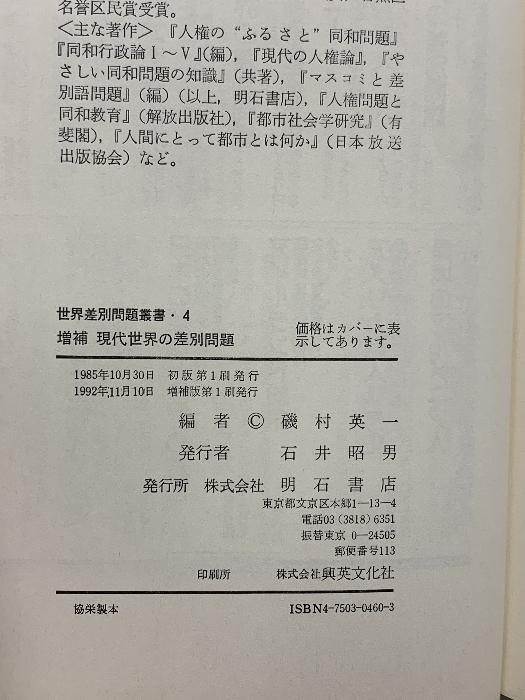 名誉区民賞受賞。
<主な著作> 『人権の“ふるさと”同和問題』
『同和行政論Ⅰ～Ⅴ』(編),『現代の人権論』,『や
さしい同和問題の知識』(共著),『マスコミと差
別語問題』(編)(以上, 明石書店),『人権問題と
同和教育』(解放出版社),『都市社会学研究』(有
斐閣),『人間にとって都市とは何か』(日本放送
出版協会)など。
世界差別問題叢書・4
増補 現代世界の差別問題
価格はカバーに表
示してあります。
1985年10月30日 初版第1刷発行
1992年11月10日 増補版第1刷発行
編者 © 磯村英一
発行者 石井昭男
発行所 株式会社 明石書店
東京都文京区本郷1-13-4
電話03(3818)6351
振替東京 0-24505
郵便番号113
印刷所 株式会社興英文化社
協栄製本 ISBN4-7503-0460-3